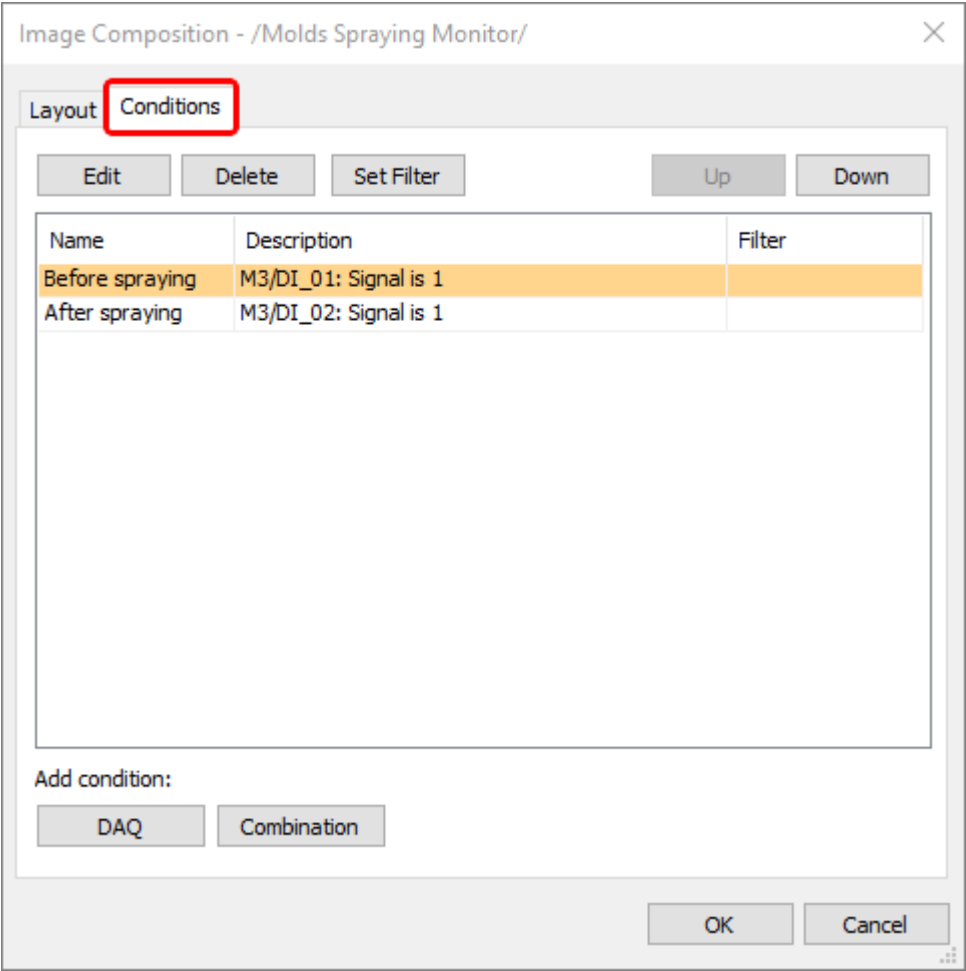 Image Composition - /Molds Spraying Monitor/
Layout Conditions
Edit Delete Set Filter Up Down
Name Description Filter
Before spraying M3/DI_01: Signal is 1
After spraying M3/DI_02: Signal is 1
Add condition:
DAQ Combination
OK Cancel